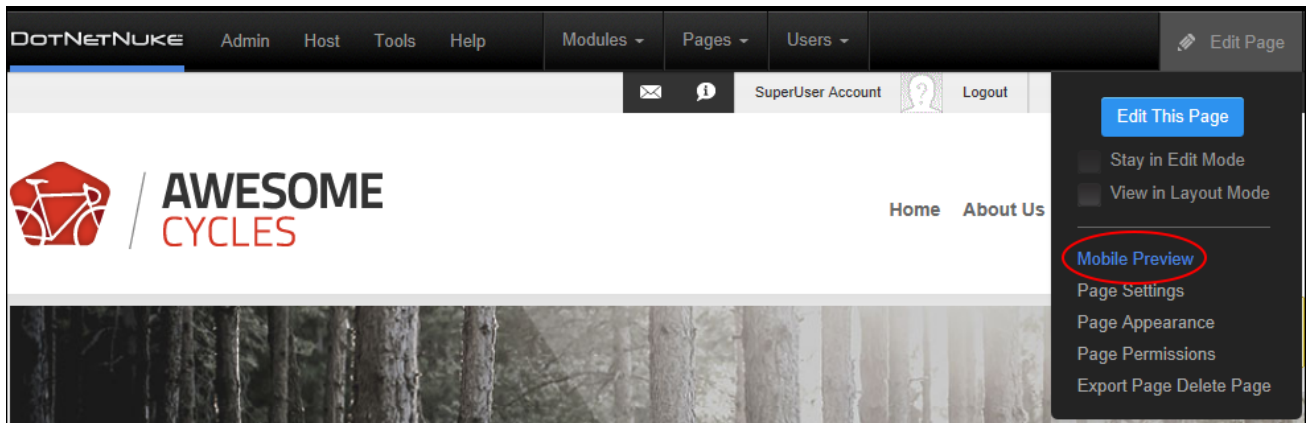 DOTNETNUKE Admin Host Tools Help Modules Pages Users Edit Page
SuperUser Account Logout
Edit This Page
Stay in Edit Mode
View in Layout Mode
AWESOME
CYCLES
Home About Us
Mobile Preview
Page Settings
Page Appearance
Page Permissions
Export Page Delete Page